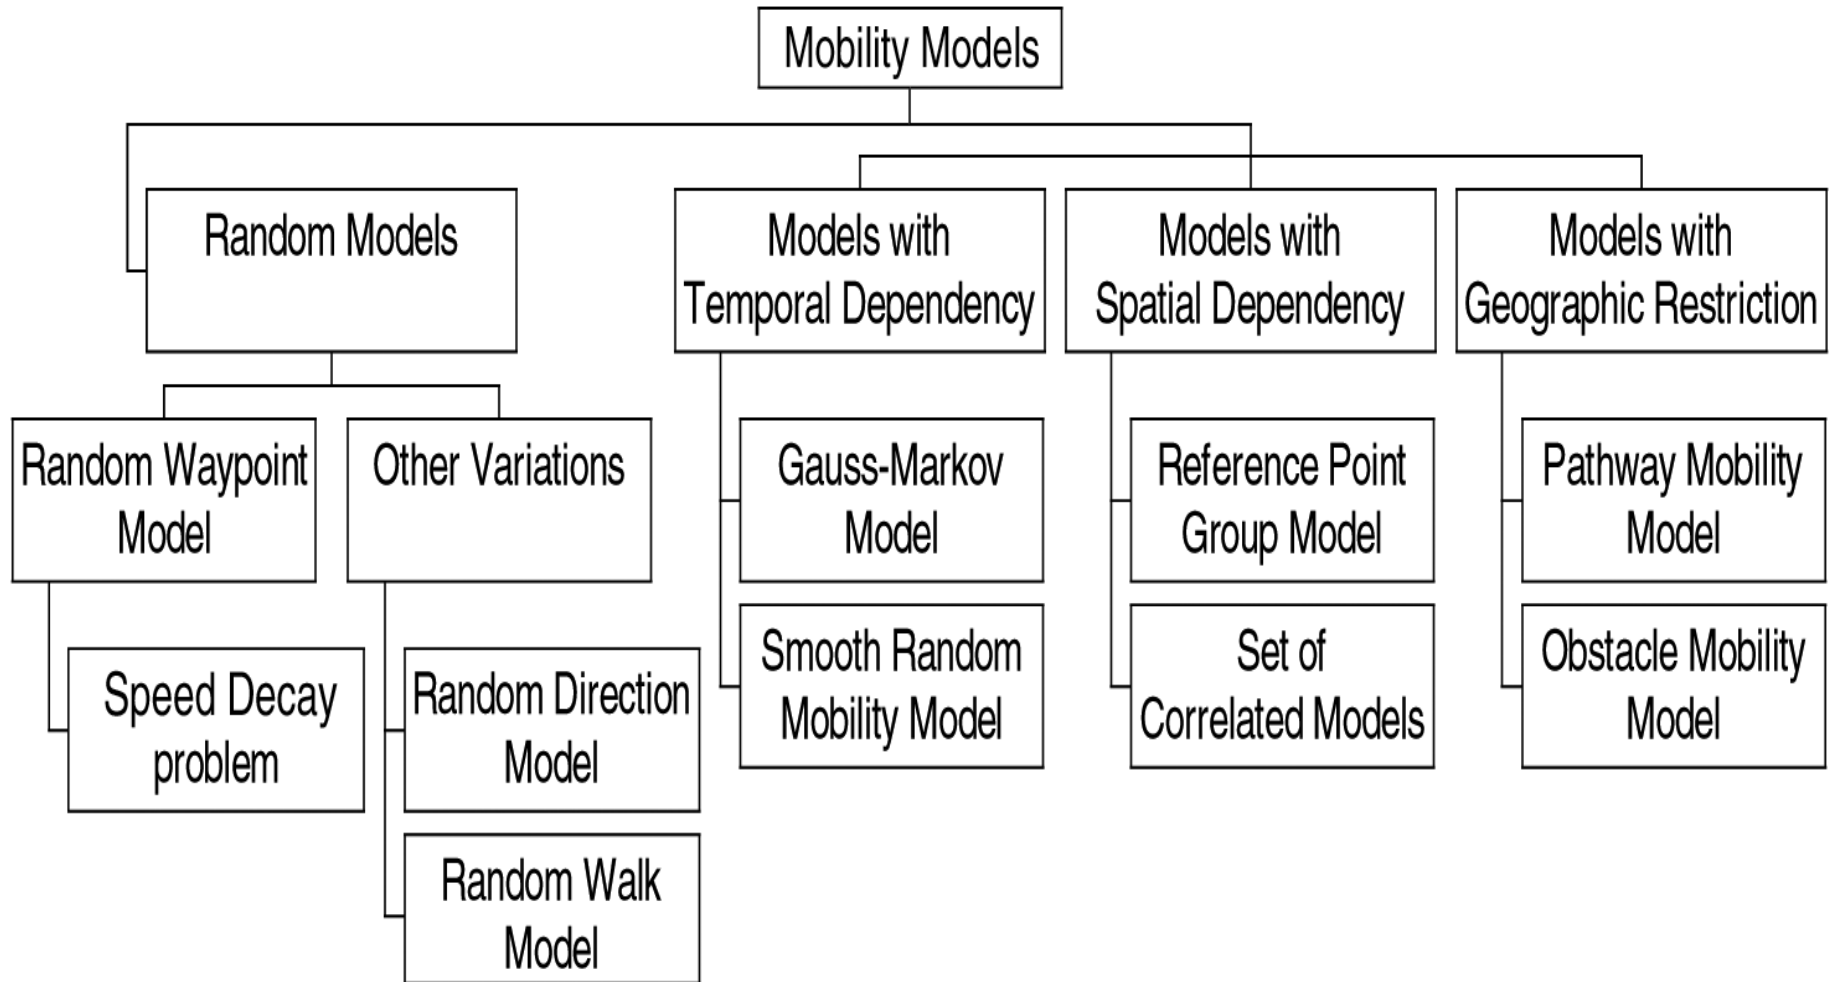 Mobility Models
Random Models
Models with
Temporal Dependency
Models with
Spatial Dependency
Models with
Geographic Restriction
Random Waypoint
Model
Other Variations
Gauss-Markov
Model
Reference Point
Group Model
Pathway Mobility
Model
Speed Decay
problem
Random Direction
Model
Smooth Random
Mobility Model
Set of
Correlated Models
Obstacle Mobility
Model
Random Walk
Model